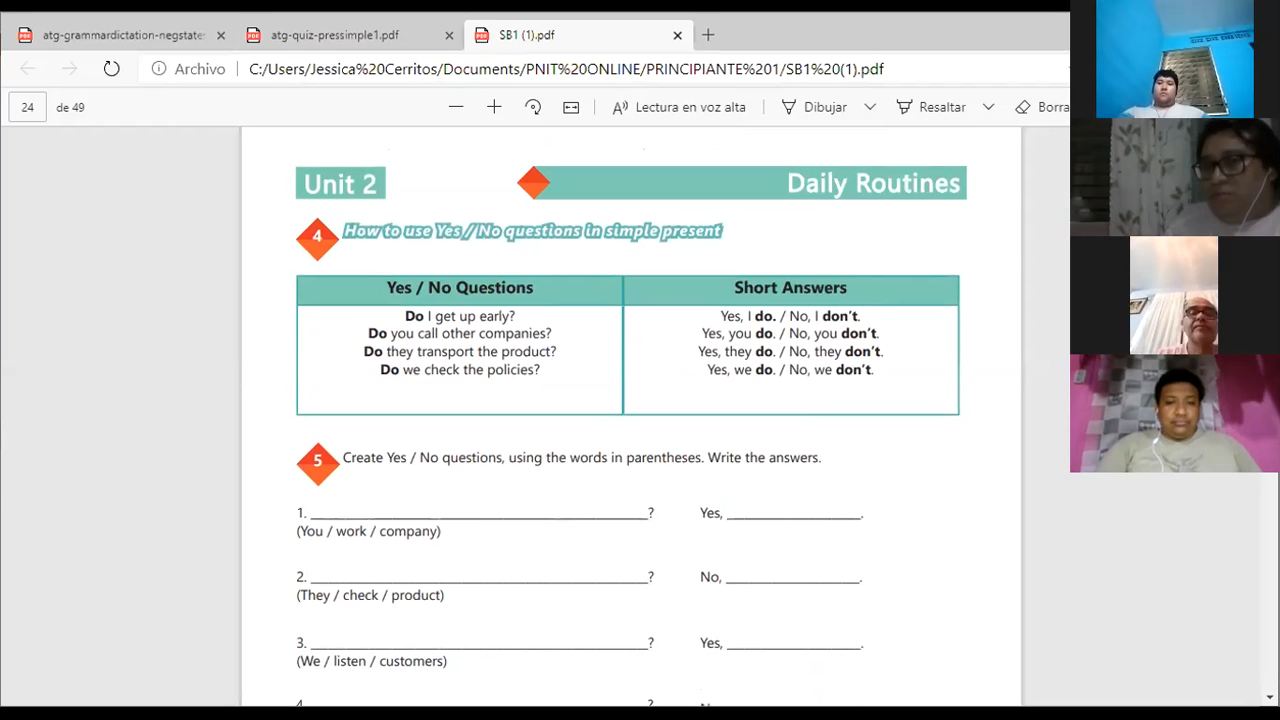 atg-grammardictation-negstate
atg-quiz-pressimple1.pdf
SB1 (1).pdf
Archivo
C:/Users/Jessica%20Cerritos/Documents/PNIT%20ONLINE/PRINCIPIANTE%201/SB1%20(1).pdf
24 de 49
Lectura en voz alta
Dibujar
Resaltar
Borra
Unit 2
Daily Routines
4 How to use Yes / No questions in simple present
Yes / No Questions
Short Answers
Do I get up early?
Yes, I do. / No, I don't.
Do you call other companies?
Yes, you do. / No, you don't.
Do they transport the product?
Yes, they do. / No, they don't.
Do we check the policies?
Yes, we do. / No, we don't.
5 Create Yes / No questions, using the words in parentheses. Write the answers.
1. ______________________________________________? Yes, __________________.
(You / work / company)
2. ______________________________________________? No, __________________.
(They / check / product)
3. ______________________________________________? Yes, __________________.
(We / listen / customers)